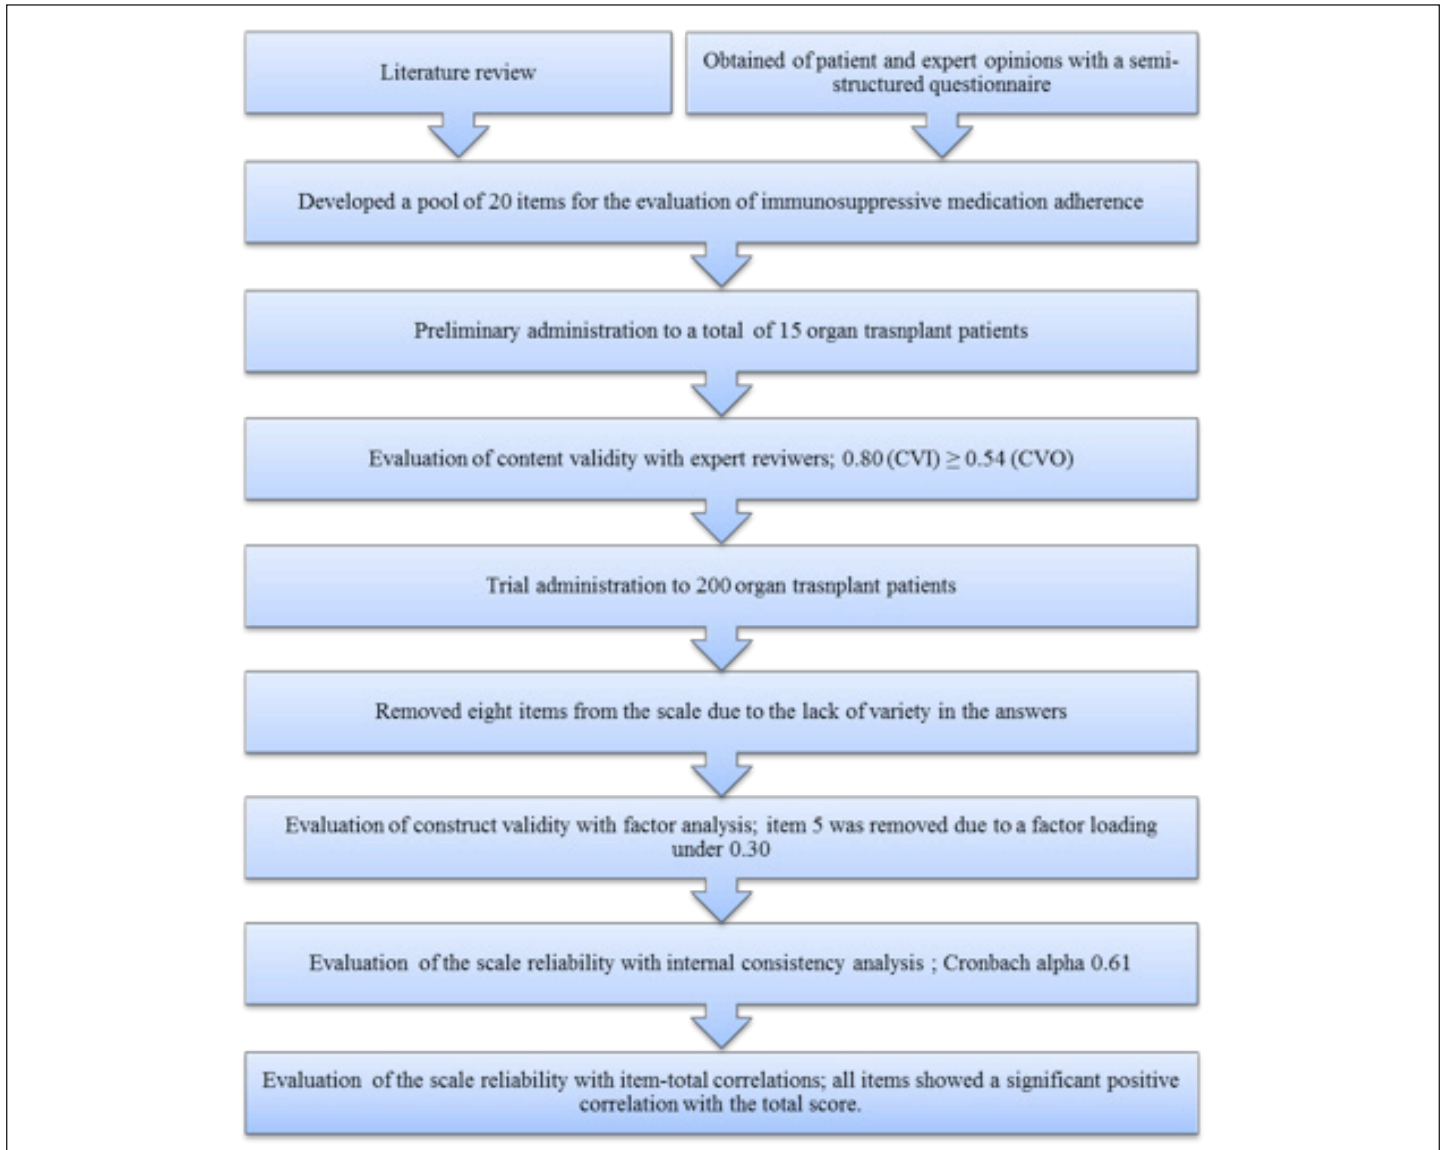 Literature review
Obtained of patient and expert opinions with a semi-
structured questionnaire
Developed a pool of 20 items for the evaluation of immunosuppressive medication adherence
Preliminary administration to a total of 15 organ trasnplant patients
Evaluation of content validity with expert reviwers; 0.80 (CVI) ≥ 0.54 (CVO)
Trial administration to 200 organ trasnplant patients
Removed eight items from the scale due to the lack of variety in the answers
Evaluation of construct validity with factor analysis; item 5 was removed due to a factor loading
under 0.30
Evaluation of the scale reliability with internal consistency analysis ; Cronbach alpha 0.61
Evaluation of the scale reliability with item-total correlations; all items showed a significant positive
correlation with the total score.